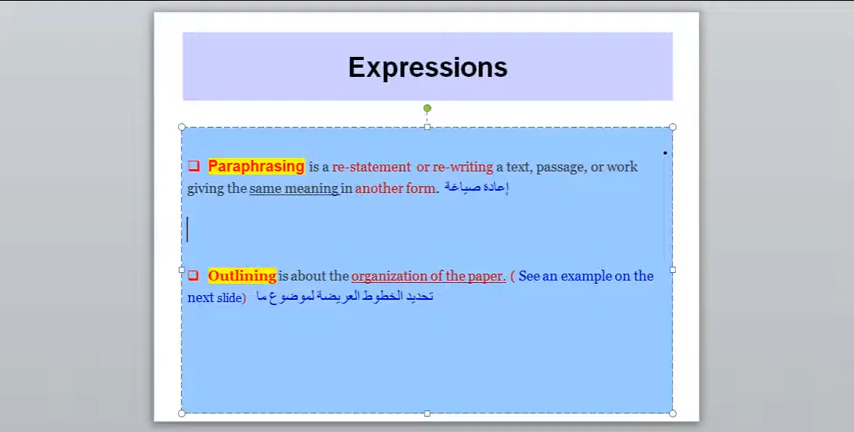 Expressions
❑ Paraphrasing is a re-statement or re-writing a text, passage, or work
giving the same meaning in another form. إعادة صياغة
❑ Outlining is about the organization of the paper. ( See an example on the
next slide) تحديد الخطوط العريضة لموضوع ما